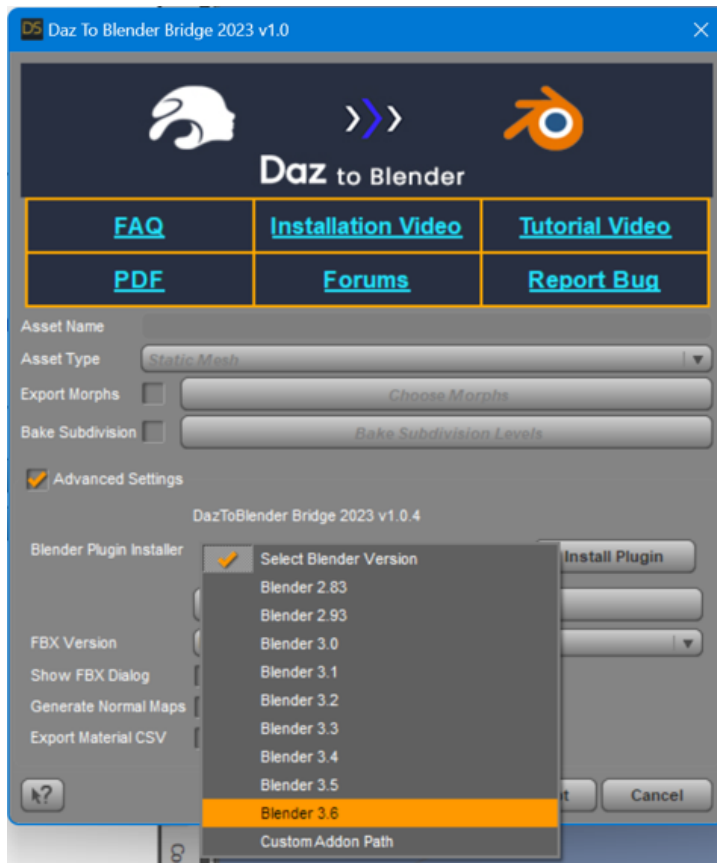 DS Daz To Blender Bridge 2023 v1.0
Daz to Blender
FAQ Installation Video Tutorial Video
PDF Forums Report Bug
Asset Name
Asset Type Static Mesh
Export Morphs Choose Morphs
Bake Subdivision Bake Subdivision Levels
Advanced Settings
DazToBlender Bridge 2023 v1.0.4
Blender Plugin Installer Select Blender Version Install Plugin
Blender 2.83
Blender 2.93
FBX Version Blender 3.0
Blender 3.1
Show FBX Dialog
Blender 3.2
Generate Normal Maps
Blender 3.3
Export Material CSV
Blender 3.4
Blender 3.5
? Cancel
Blender 3.6
Custom Addon Path